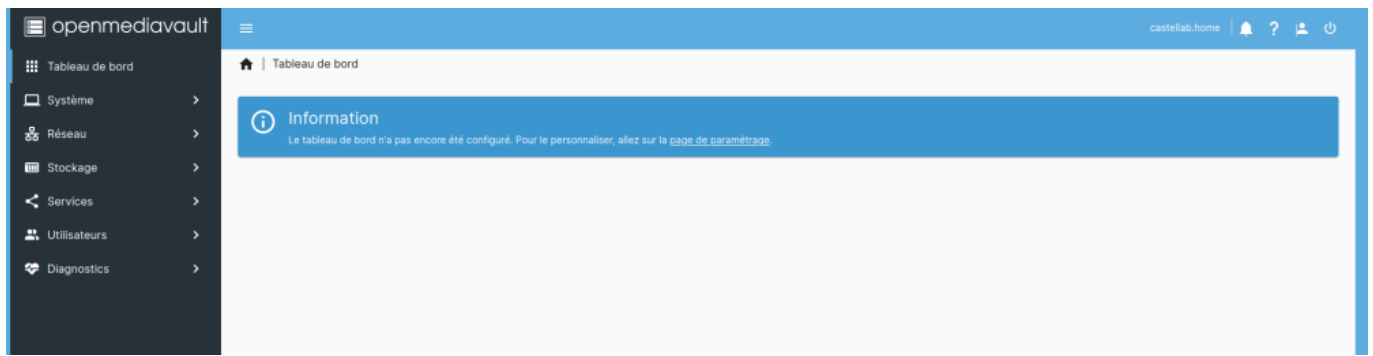 openmediavault
castellab.home
Tableau de bord
Tableau de bord
Système
Réseau
Stockage
Services
Utilisateurs
Diagnostics
Information
Le tableau de bord n'a pas encore été configuré. Pour le personnaliser, allez sur la page de paramétrage.